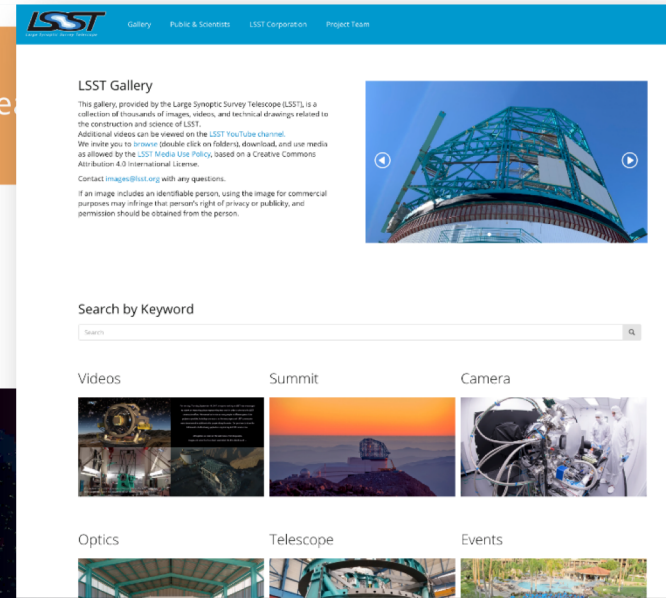 LSST
Large Synoptic Survey Telescope
Gallery Public & Scientists LSST Corporation Project Team
LSST Gallery
This gallery, provided by the Large Synoptic Survey Telescope (LSST), is a
collection of thousands of images, videos, and technical drawings related to
the construction and science of LSST.
Additional videos can be viewed on the LSST YouTube channel.
We invite you to browse (double click on folders), download, and use media
as allowed by the LSST Media Use Policy, based on a Creative Commons
Attribution 4.0 International License.
Contact images@lsst.org with any questions.
If an image includes an identifiable person, using the image for commercial
purposes may infringe that person's right of privacy or publicity, and
permission should be obtained from the person.
Search by Keyword
Search
Videos Summit Camera
Optics Telescope Events